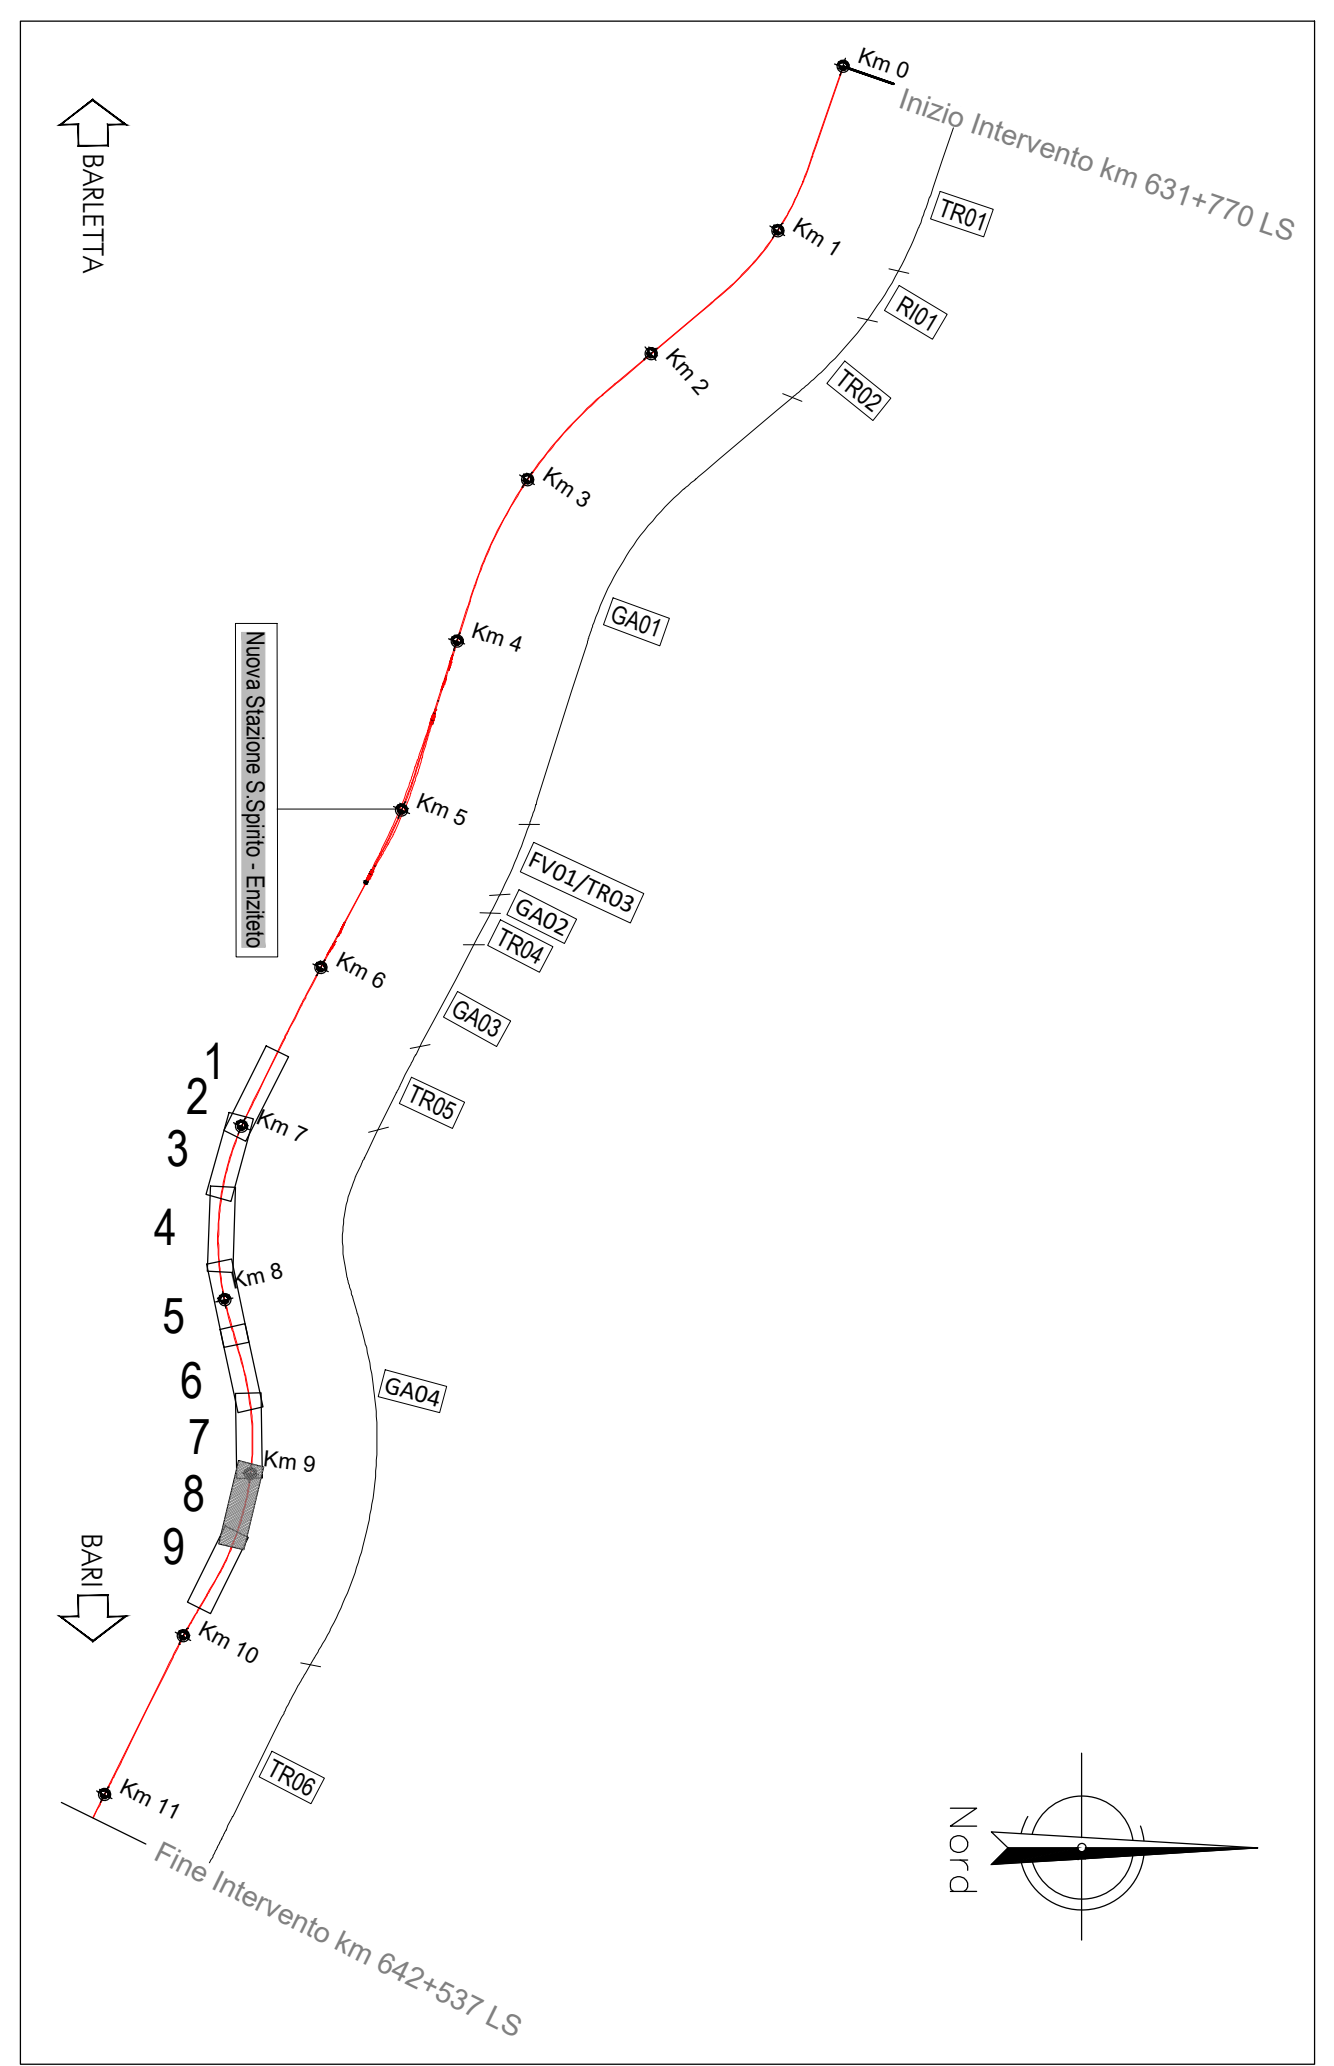 Km 0
Inizio Intervento km 631+770 LS
BARLETTA
TR01
Km 1
RI01
Km 2
TR02
Km 3
GA01
Km 4
Nuova Stazione S.Spirito - Enziteto
Km 5
FV01/TR03
GA02
TR04
Km 6
GA03
1
2
TR05
Km 7
3
4
Km 8
5
6
GA04
7
Km 9
8
9
BARI
Km 10
TR06
Km 11
Nord
Fine Intervento km 642+537 LS